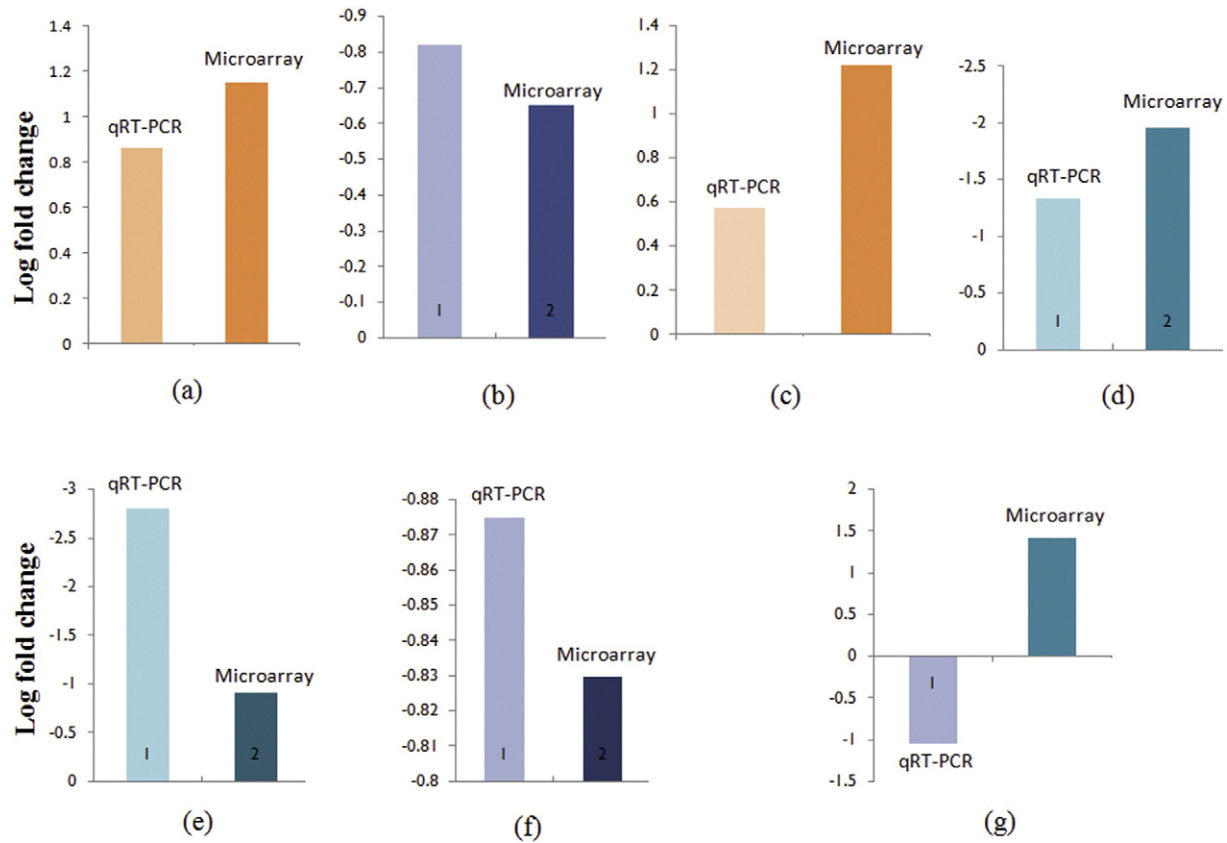 Log fold change
1.4
1.2
1
0.8
0.6
0.4
0.2
0
qRT-PCR
Microarray
(a)
-0.9
-0.8
-0.7
-0.6
-0.5
-0.4
-0.3
-0.2
-0.1
0
Microarray
1
2
(b)
1.4
1.2
1
0.8
0.6
0.4
0.2
0
qRT-PCR
Microarray
(c)
-2.5
-2
-1.5
-1
-0.5
0
qRT-PCR
Microarray
1
2
(d)
Log fold change
-3
-2.5
-2
-1.5
-1
-0.5
0
qRT-PCR
Microarray
1
2
(e)
-0.88
-0.87
-0.86
-0.85
-0.84
-0.83
-0.82
-0.81
-0.8
qRT-PCR
Microarray
1
2
(f)
2
1.5
1
0.5
0
-0.5
-1
-1.5
Microarray
1
qRT-PCR
(g)